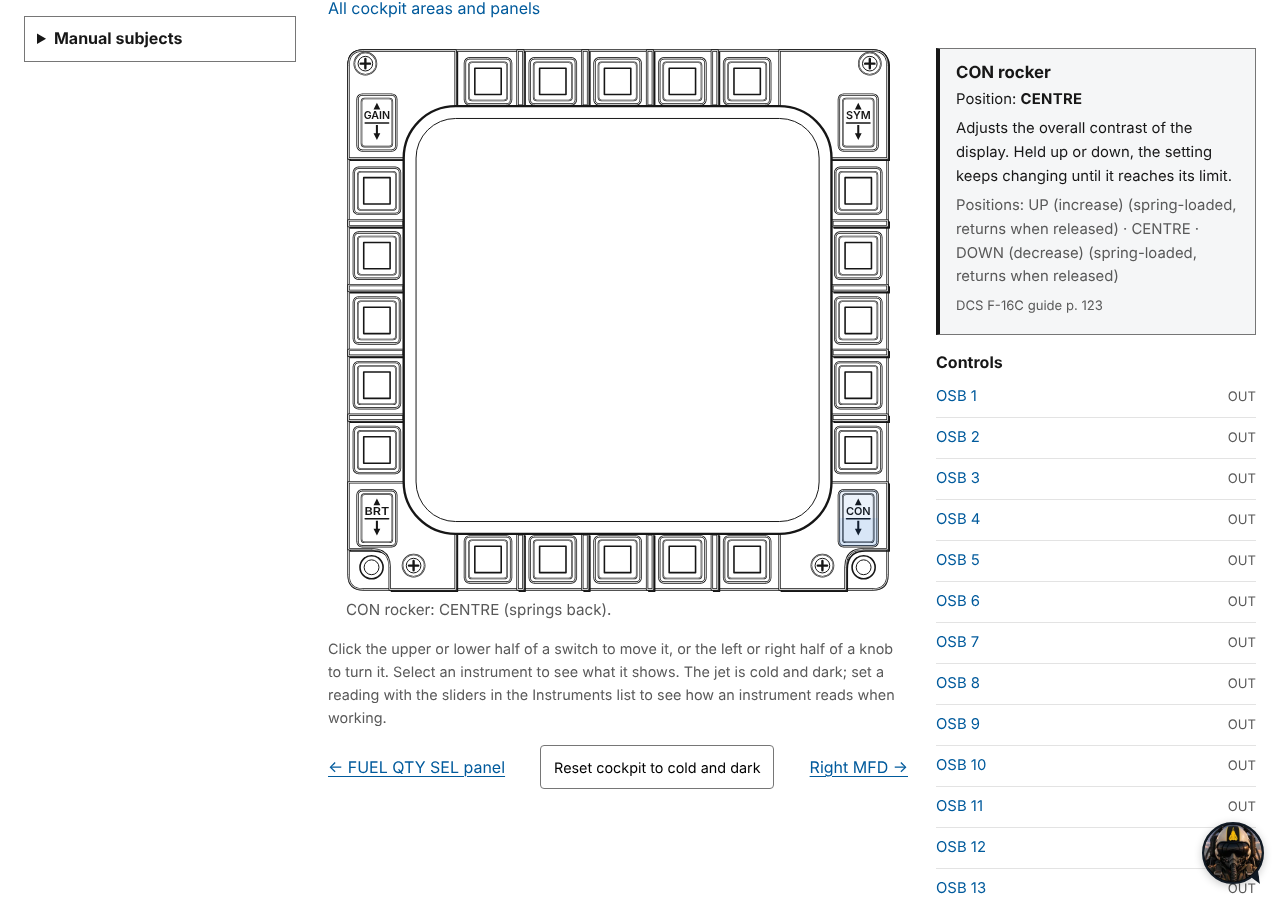 All cockpit areas and panels
Manual subjects
GAIN
SYM
BRT
CON
CON rocker: CENTRE (springs back).
Click the upper or lower half of a switch to move it, or the left or right half of a knob
to turn it. Select an instrument to see what it shows. The jet is cold and dark; set a
reading with the sliders in the Instruments list to see how an instrument reads when
working.
← FUEL QTY SEL panel
Reset cockpit to cold and dark
Right MFD →
CON rocker
Position: CENTRE
Adjusts the overall contrast of the
display. Held up or down, the setting
keeps changing until it reaches its limit.
Positions: UP (increase) (spring-loaded,
returns when released) · CENTRE ·
DOWN (decrease) (spring-loaded,
returns when released)
DCS F-16C guide p. 123
Controls
OSB 1 OUT
OSB 2 OUT
OSB 3 OUT
OSB 4 OUT
OSB 5 OUT
OSB 6 OUT
OSB 7 OUT
OSB 8 OUT
OSB 9 OUT
OSB 10 OUT
OSB 11 OUT
OSB 12
OSB 13 OUT